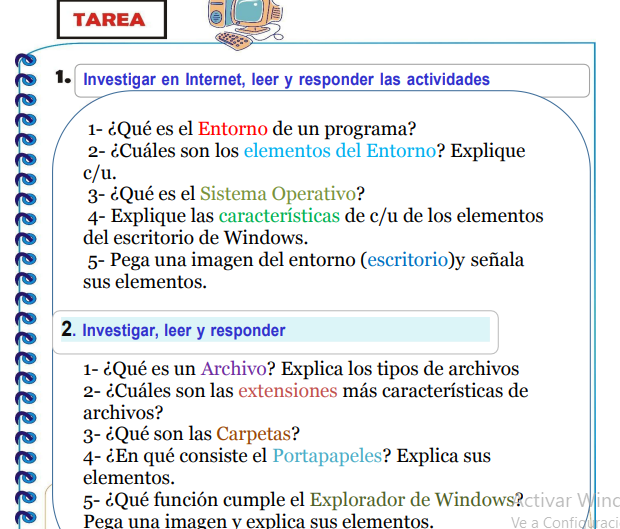 TAREA
1. Investigar en Internet, leer y responder las actividades
1- ¿Qué es el Entorno de un programa?
2- ¿Cuáles son los elementos del Entorno? Explique
c/u.
3- ¿Qué es el Sistema Operativo?
4- Explique las características de c/u de los elementos
del escritorio de Windows.
5- Pega una imagen del entorno (escritorio)y señala
sus elementos.
2. Investigar, leer y responder
1- ¿Qué es un Archivo? Explica los tipos de archivos
2- ¿Cuáles son las extensiones más características de
archivos?
3- ¿Qué son las Carpetas?
4- ¿En qué consiste el Portapapeles? Explica sus
elementos.
5- ¿Qué función cumple el Explorador de Windows?
Activar Winc
Pega una imagen y explica sus elementos.
Ve a Configuraci